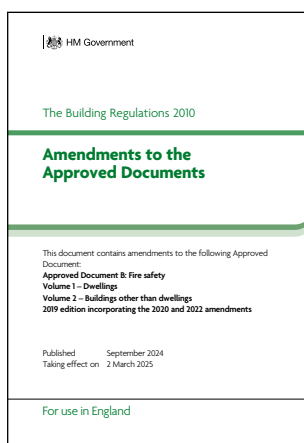 HM Government
The Building Regulations 2010
Amendments to the
Approved Documents
This document contains amendments to the following Approved
Document:
Approved Document B: Fire safety
Volume 1 – Dwellings
Volume 2 – Buildings other than dwellings
2019 edition incorporating the 2020 and 2022 amendments
Published September 2024
Taking effect on 2 March 2025
For use in England